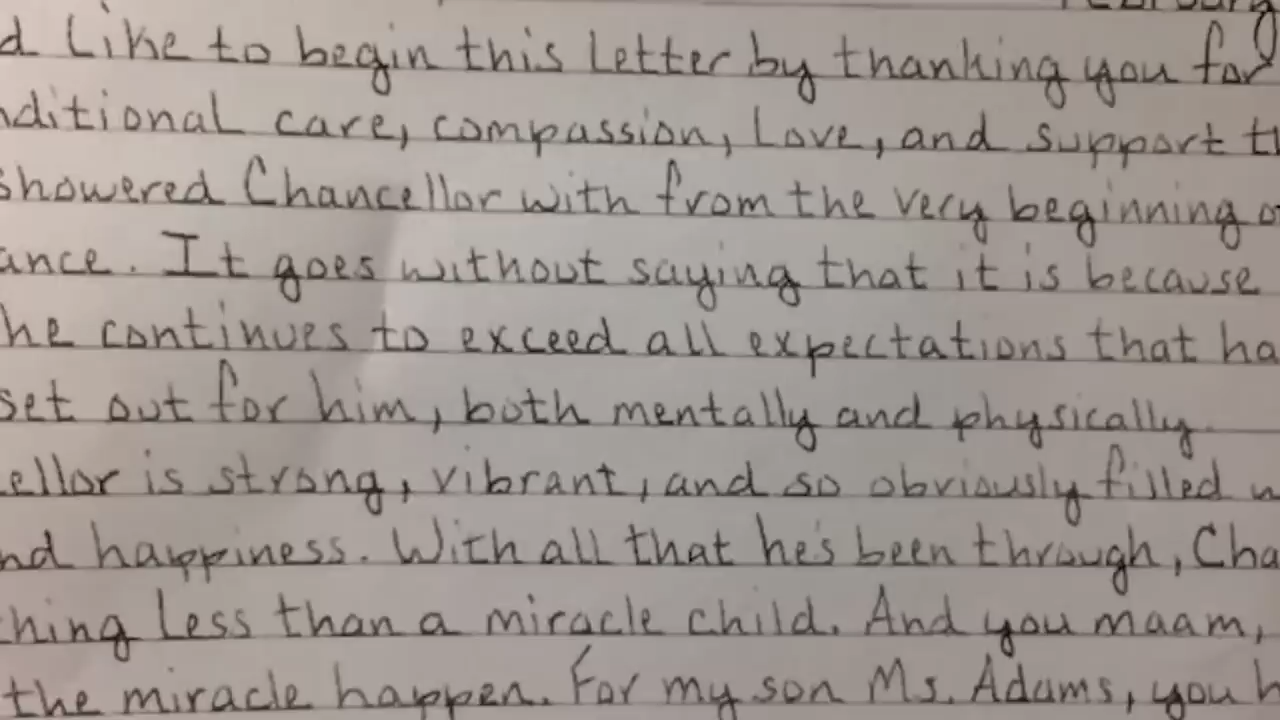 February
d like to begin this letter by thanking you for
nditional care, compassion, love, and support th
showered Chancellor with from the very beginning o
ance. It goes without saying that it is because
he continues to exceed all expectations that ha
set out for him, both mentally and physically.
ellor is strong, vibrant, and so obviously filled w
nd happiness. With all that he's been through, Cha
thing less than a miracle child. And you maam,
the miracle happen. For my son Ms. Adams, you h